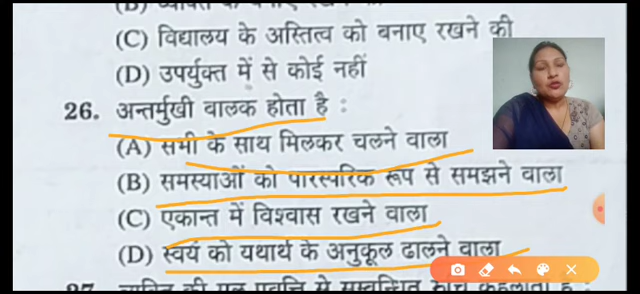 (C) विद्यालय के अस्तित्व को बनाए रखने की
(D) उपर्युक्त में से कोई नहीं
26. अन्तर्मुखी बालक होता है :
(A) सभी के साथ मिलकर चलने वाला
(B) समस्याओं को पारस्परिक रूप से समझने वाला
(C) एकान्त में विश्वास रखने वाला
(D) स्वयं को यथार्थ के अनुकूल ढालने वाला